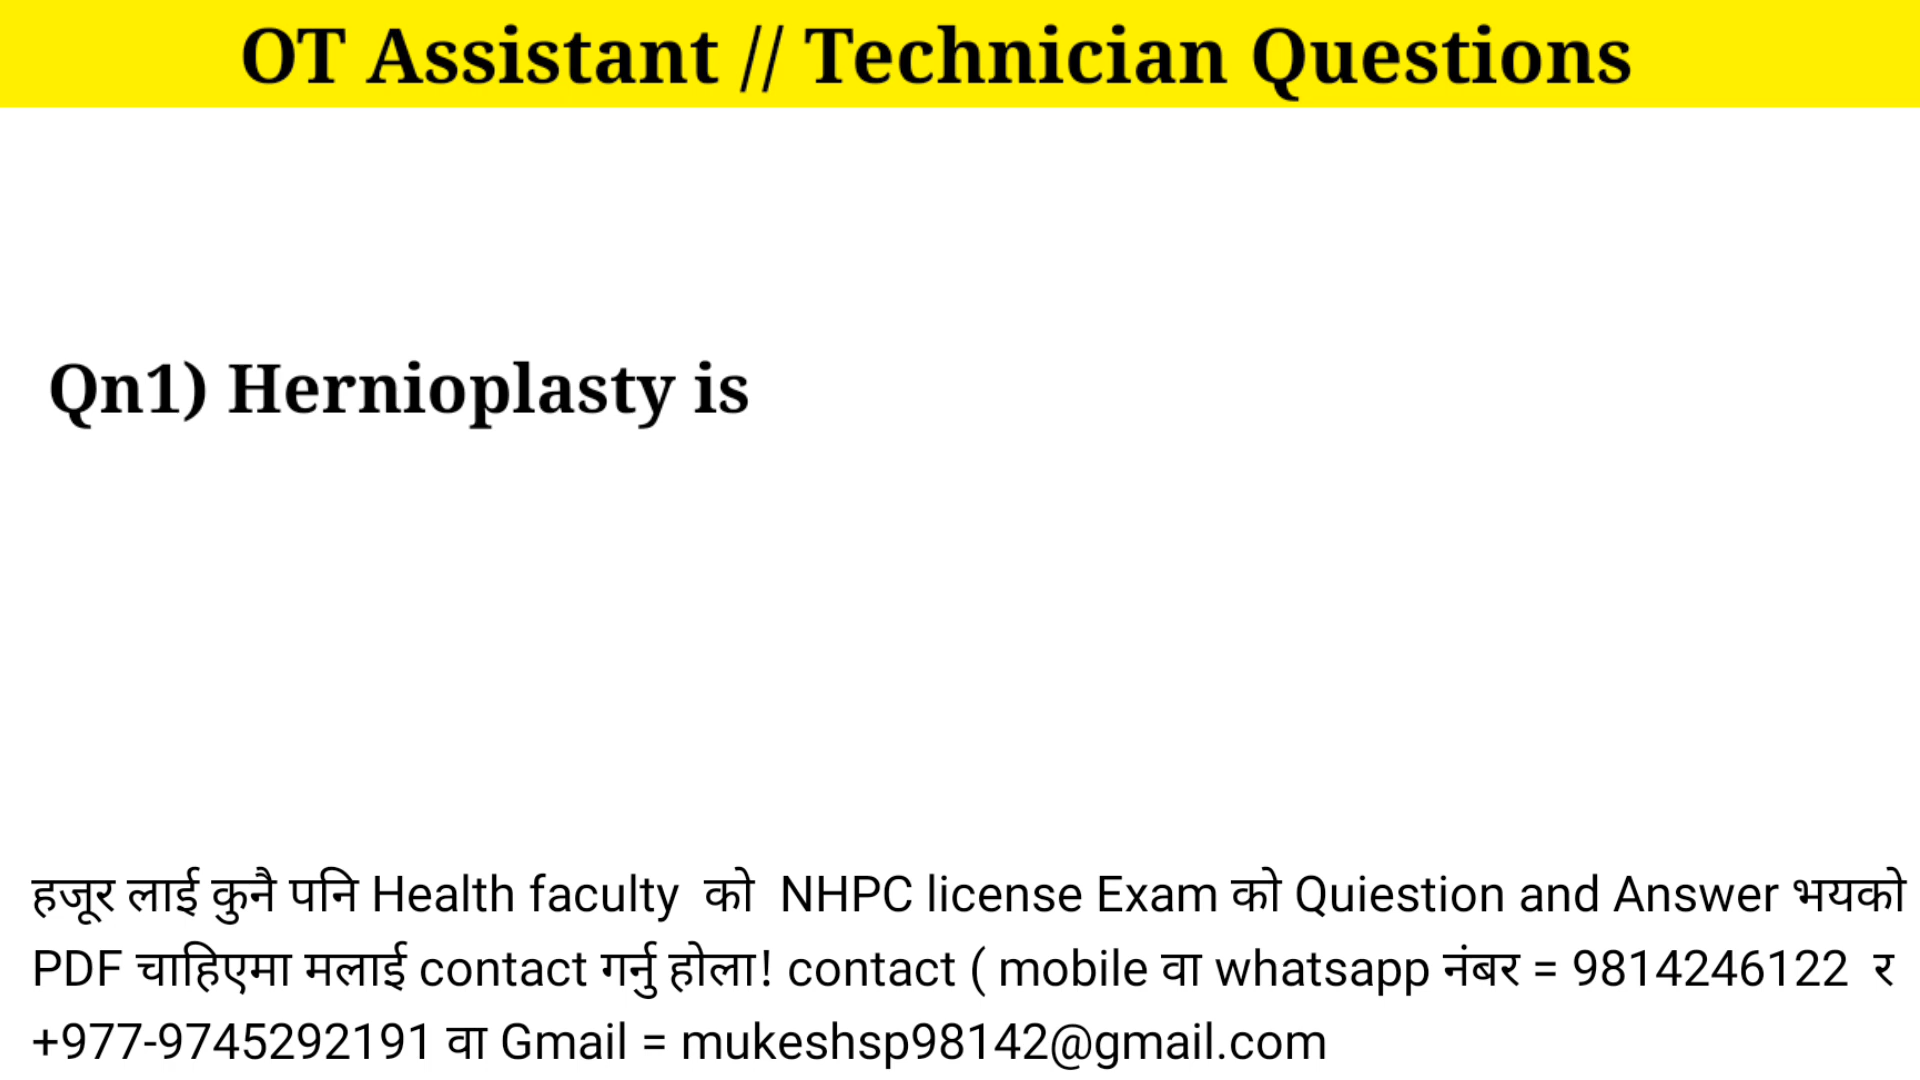 OT Assistant // Technician Questions
Qn1) Hernioplasty is
हजूर लाई कुनै पनि Health faculty को NHPC license Exam को Quiestion and Answer भयको
PDF चाहिएमा मलाई contact गर्नु होला! contact ( mobile वा whatsapp नंबर = 9814246122 र
+977-9745292191 वा Gmail = mukeshsp98142@gmail.com